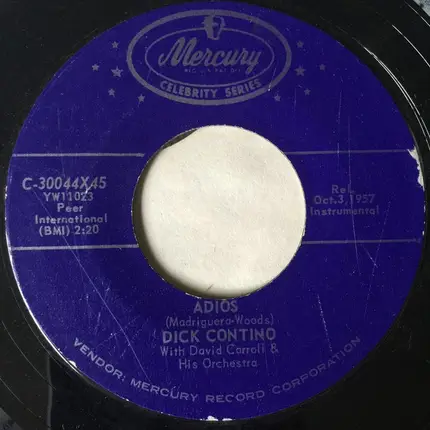 Mercury
CELEBRITY SERIES
C-30044X45
YW11023
Peer
International
(BMI) 2:20
Rel.
Oct.3,1957
Instrumental
ADIOS
(Madriguera-Woods)
DICK CONTINO
With David Carroll &
His Orchestra
VENDOR: MERCURY RECORD CORPORATION